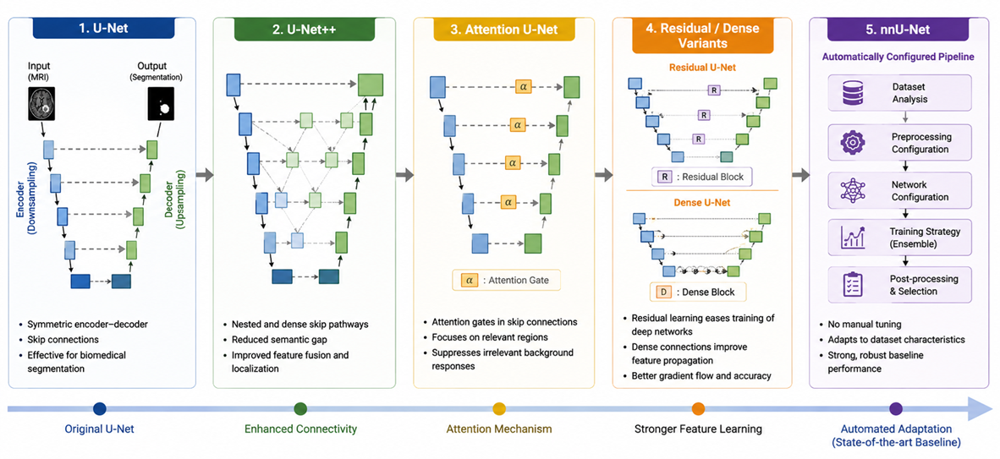 1. U-Net
Input
(MRI)
Output
(Segmentation)
Encoder
(Downsampling)
Decoder
(Upsampling)
• Symmetric encoder–decoder
• Skip connections
• Effective for biomedical
segmentation
2. U-Net++
• Nested and dense skip pathways
• Reduced semantic gap
• Improved feature fusion and
localization
3. Attention U-Net
α
α
α
α
α : Attention Gate
• Attention gates in skip connections
• Focuses on relevant regions
• Suppresses irrelevant background
responses
4. Residual / Dense
Variants
Residual U-Net
R
R
R
R : Residual Block
Dense U-Net
D : Dense Block
• Residual learning eases training of
deep networks
• Dense connections improve
feature propagation
• Better gradient flow and accuracy
5. nnU-Net
Automatically Configured Pipeline
Dataset
Analysis
Preprocessing
Configuration
Network
Configuration
Training Strategy
(Ensemble)
Post-processing
& Selection
• No manual tuning
• Adapts to dataset characteristics
• Strong, robust baseline
performance
Original U-Net
Enhanced Connectivity
Attention Mechanism
Stronger Feature Learning
Automated Adaptation
(State-of-the-art Baseline)